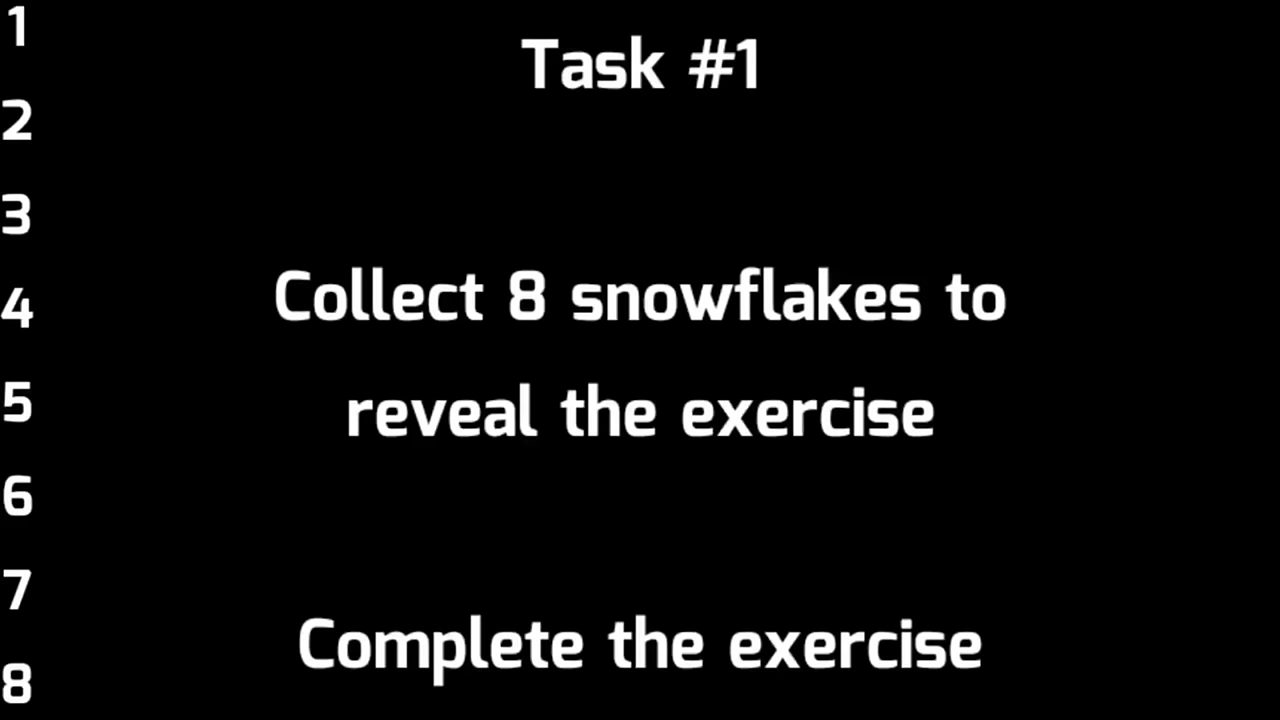 1
Task #1
2
3
Collect 8 snowflakes to
4
reveal the exercise
5
6
7
Complete the exercise
8